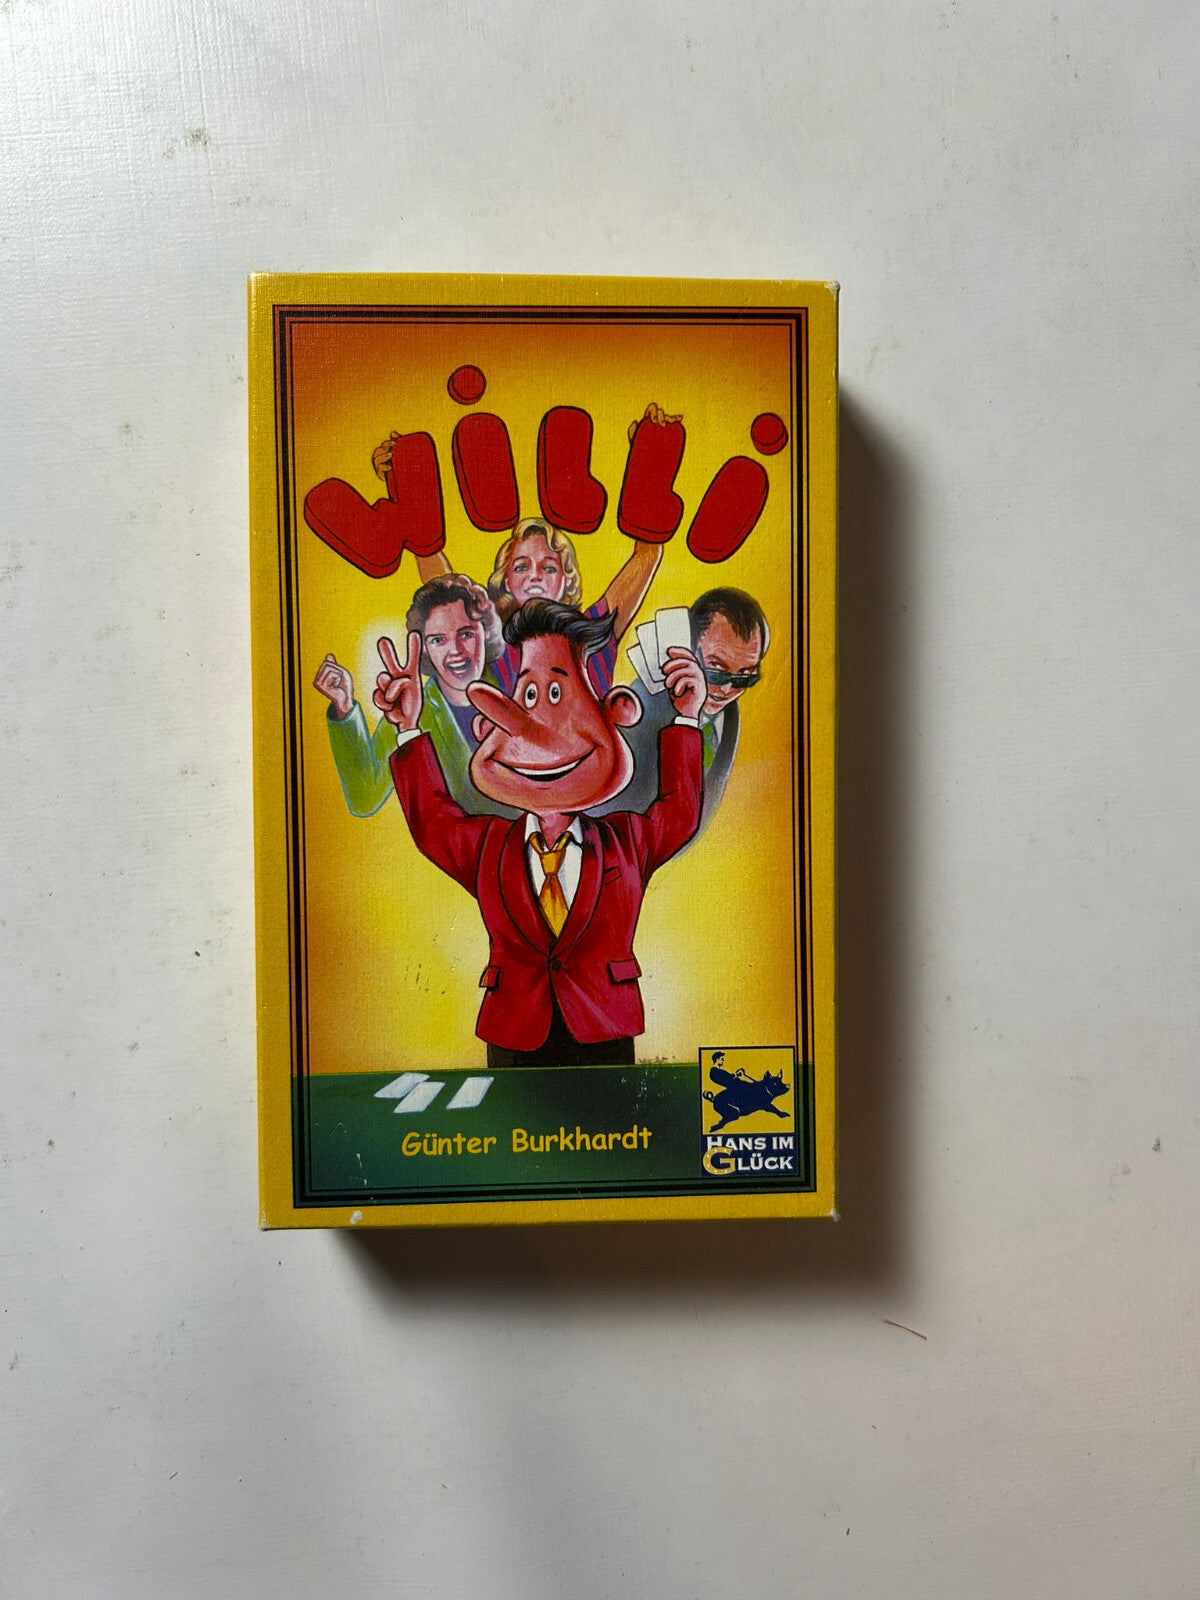 Willi
Günter Burkhardt
HANS IM
GLÜCK